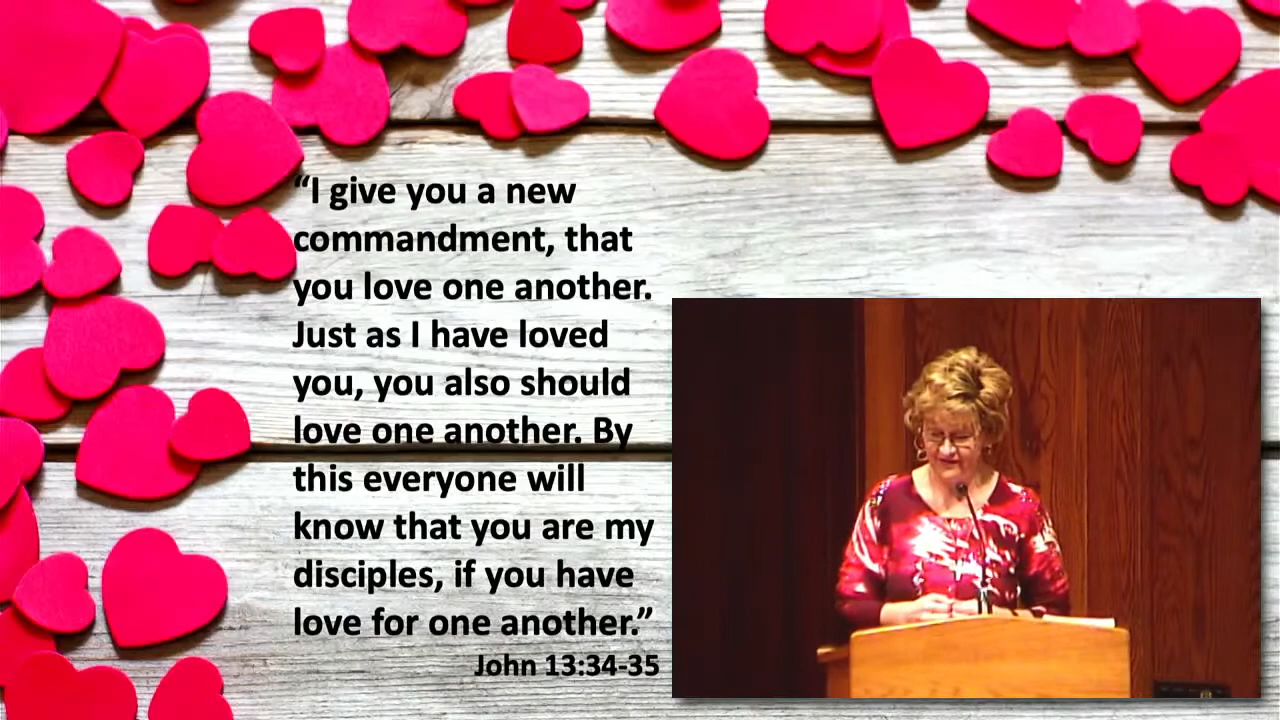 “I give you a new
commandment, that
you love one another.
Just as I have loved
you, you also should
love one another. By
this everyone will
know that you are my
disciples, if you have
love for one another.”
John 13:34-35